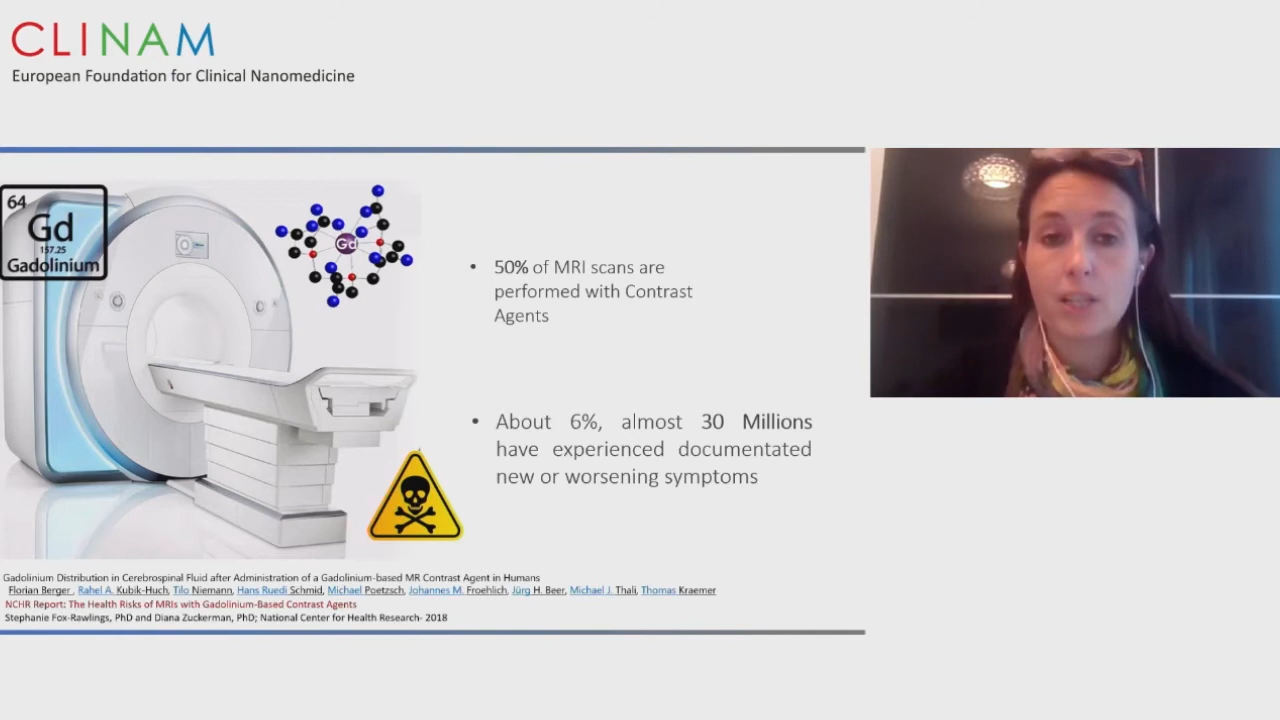 CLINAM
European Foundation for Clinical Nanomedicine
64
Gd
157.25
Gadolinium
Gd
• 50% of MRI scans are
performed with Contrast
Agents
• About 6%, almost 30 Millions
have experienced documentated
new or worsening symptoms
Gadolinium Distribution in Cerebrospinal Fluid after Administration of a Gadolinium-based MR Contrast Agent in Humans
Florian Berger , Rahel A. Kubik-Huch, Tilo Niemann, Hans Ruedi Schmid, Michael Poetzsch, Johannes M. Froehlich, Jürg H. Beer, Michael J. Thali, Thomas Kraemer
NCHR Report: The Health Risks of MRIs with Gadolinium-Based Contrast Agents
Stephanie Fox-Rawlings, PhD and Diana Zuckerman, PhD; National Center for Health Research- 2018